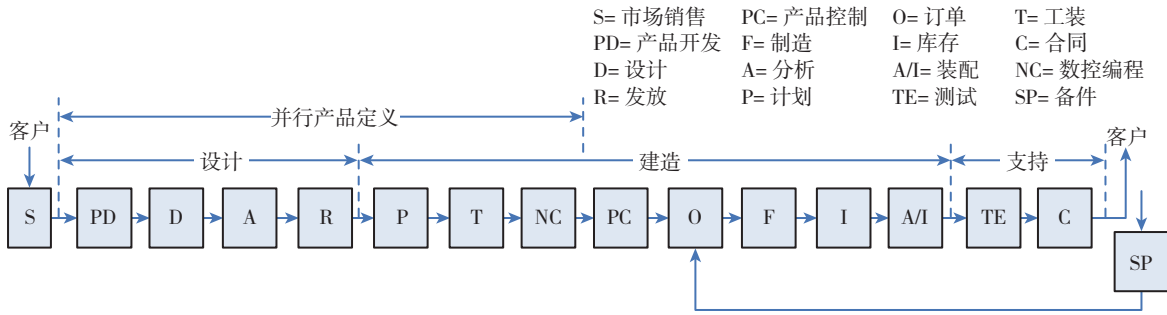 S= 市场销售 PC= 产品控制 O= 订单 T= 工装
PD= 产品开发 F= 制造 I= 库存 C= 合同
D= 设计 A= 分析 A/I= 装配 NC= 数控编程
R= 发放 P= 计划 TE= 测试 SP= 备件
并行产品定义
客户
客户
设计
建造
支持
S PD D A R P T NC PC O F I A/I TE C
SP